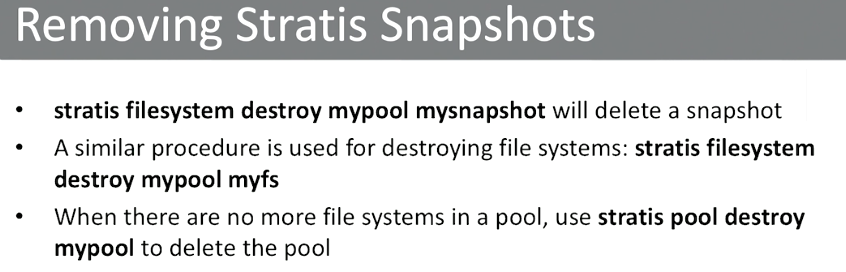 Removing Stratis Snapshots
• stratis filesystem destroy mypool mysnapshot will delete a snapshot
• A similar procedure is used for destroying file systems: stratis filesystem
destroy mypool myfs
• When there are no more file systems in a pool, use stratis pool destroy
mypool to delete the pool